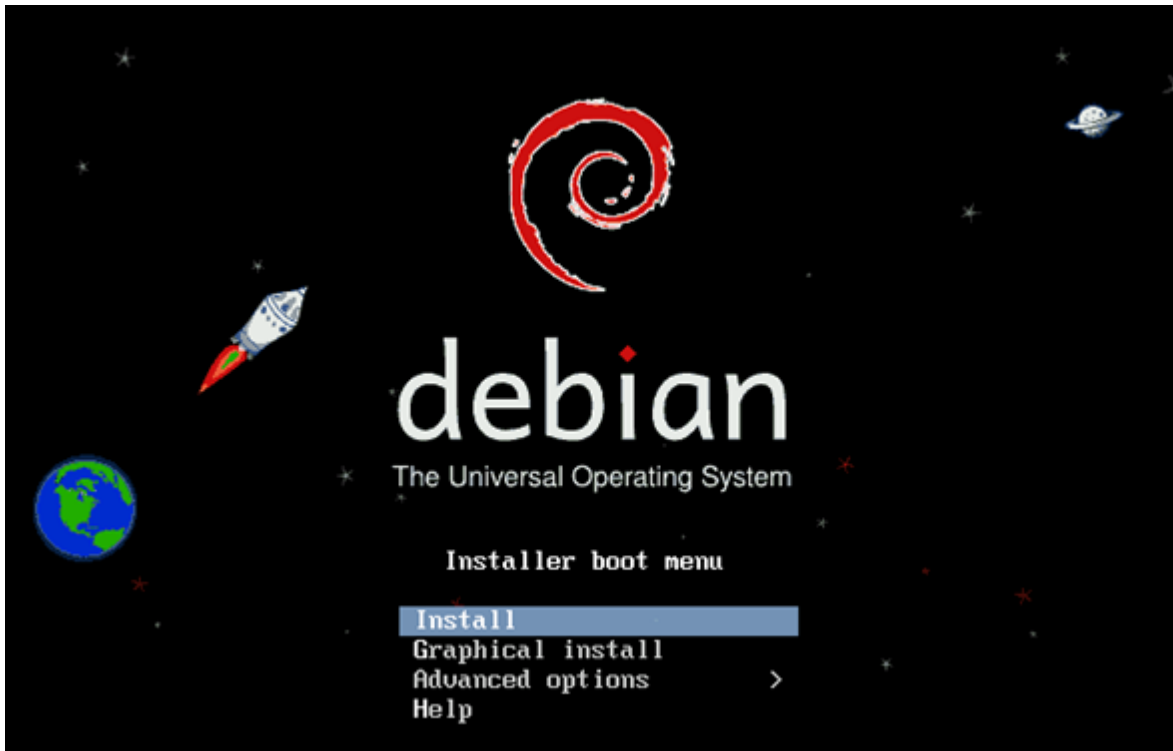 debian
The Universal Operating System
Installer boot menu
Install
Graphical install
Advanced options >
Help